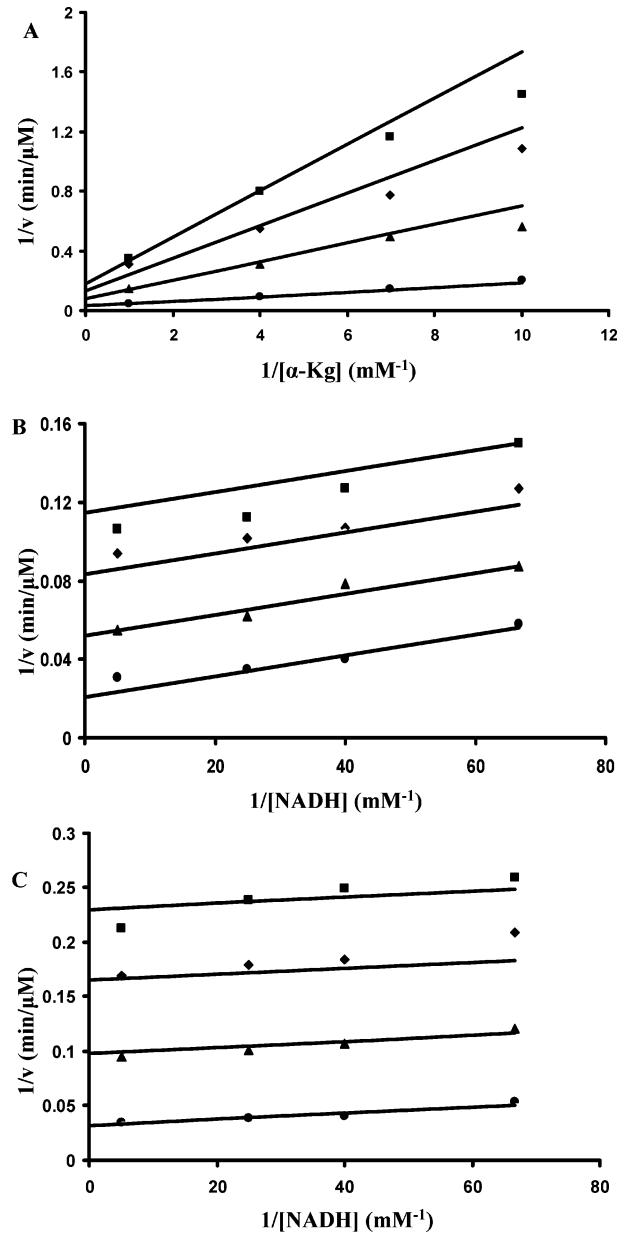 A
2
1.6
1.2
0.8
0.4
0
1/v (min/μM)
0 2 4 6 8 10 12
1/[α-Kg] (mM-1)
B
0.16
0.12
0.08
0.04
0
1/v (min/μM)
0 20 40 60 80
1/[NADH] (mM-1)
C
0.3
0.25
0.2
0.15
0.1
0.05
0
1/v (min/μM)
0 20 40 60 80
1/[NADH] (mM-1)